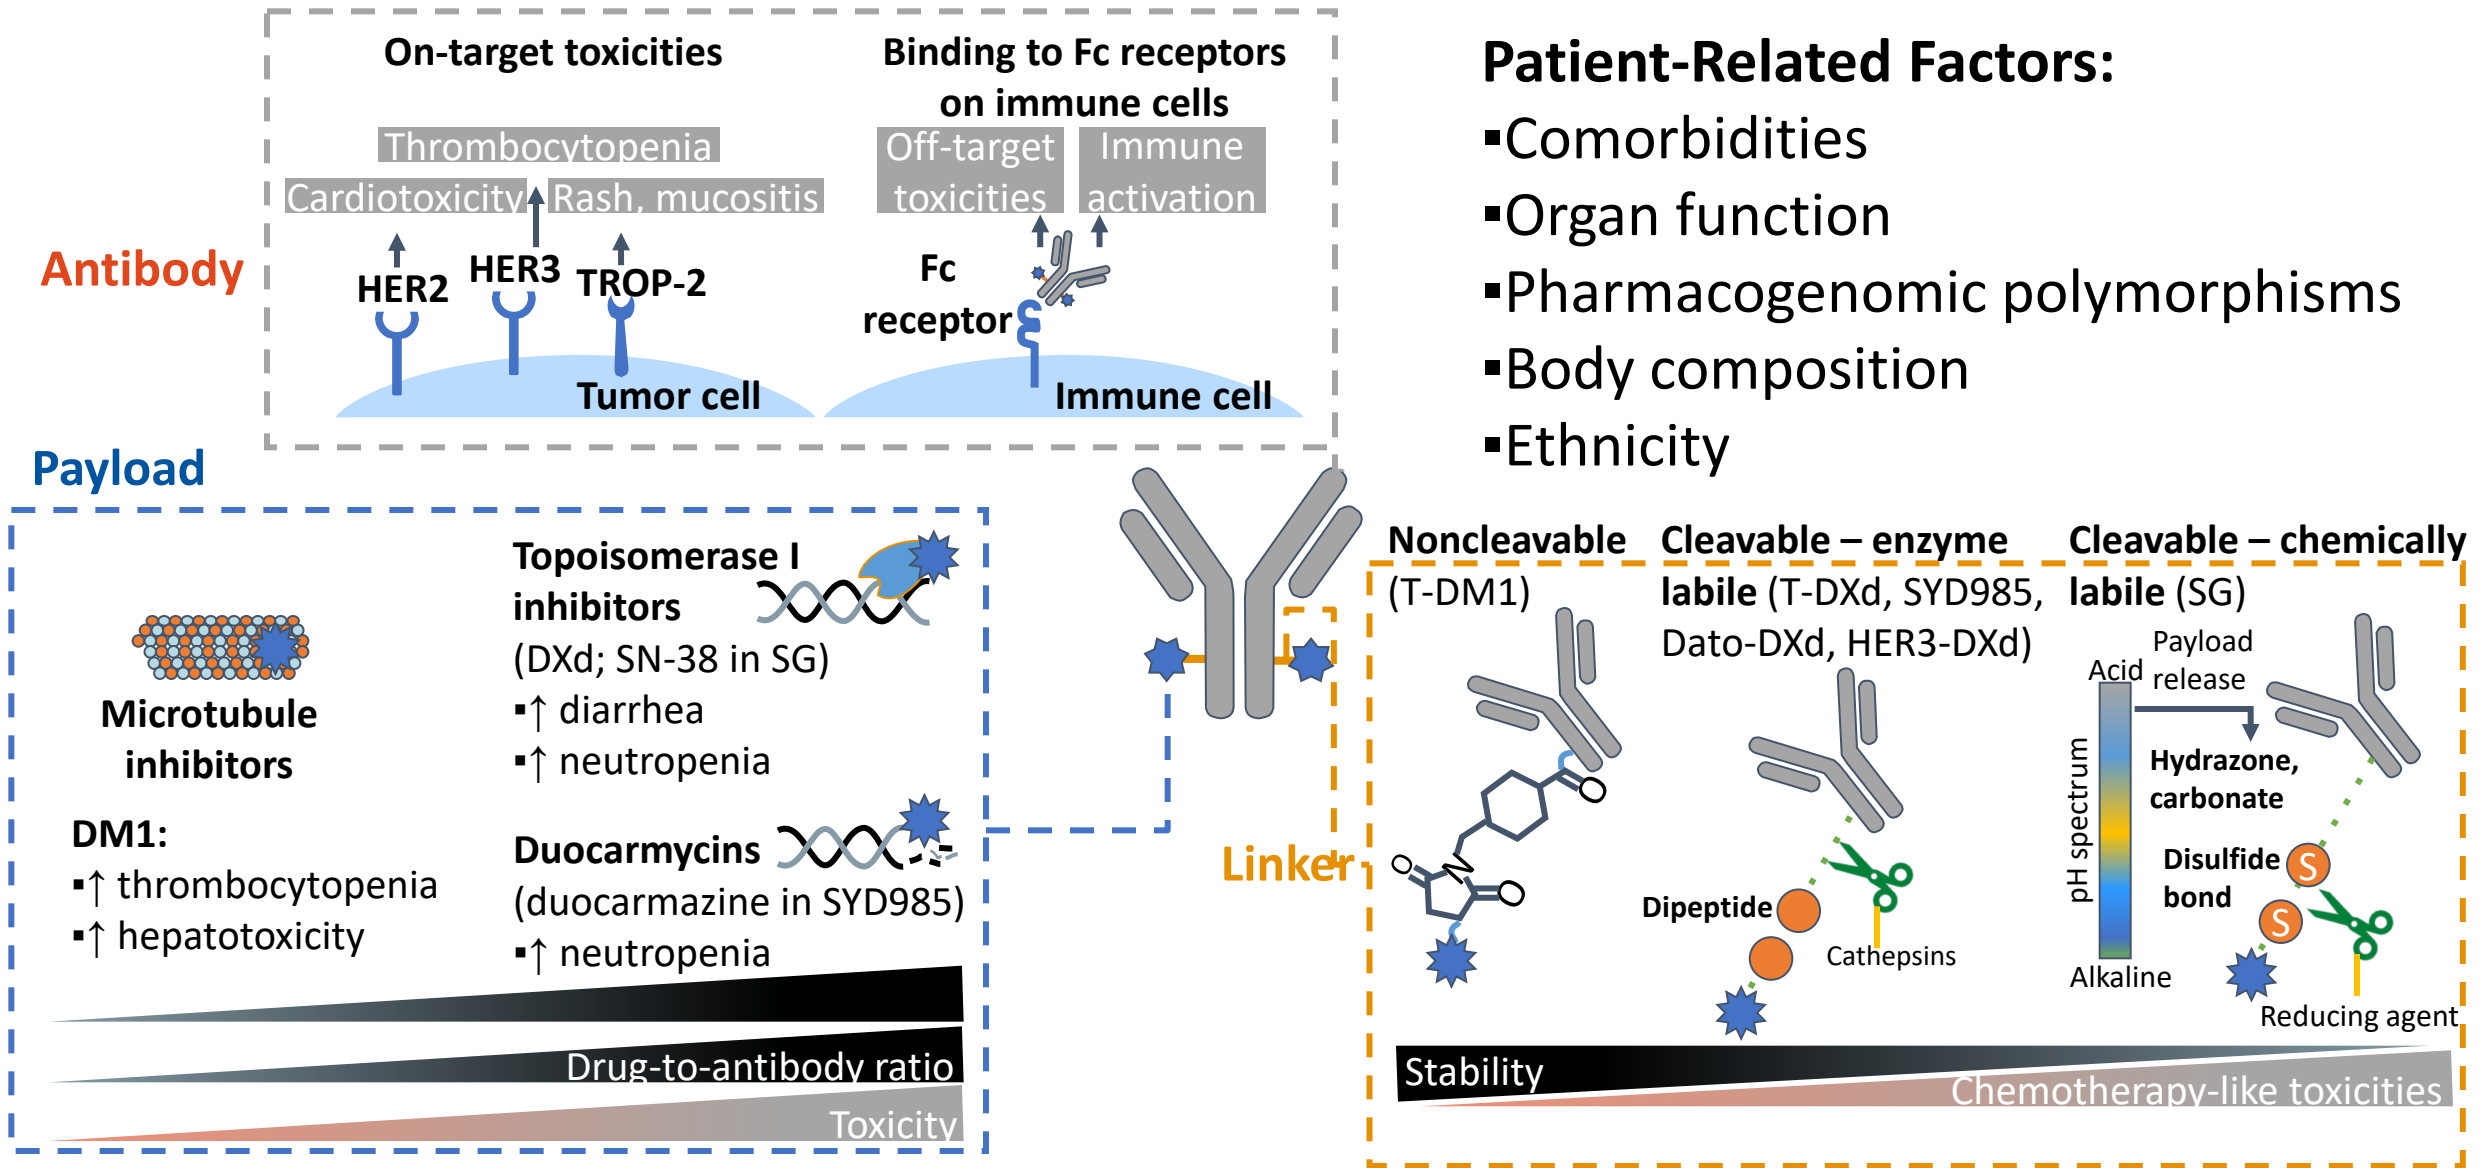 On-target toxicities
Thrombocytopenia
Cardiotoxicity
Rash, mucositis
HER2
HER3
TROP-2
Tumor cell
Binding to Fc receptors
on immune cells
Off-target
toxicities
Immune
activation
Fc
receptor
Immune cell
Antibody
Patient-Related Factors:
▪Comorbidities
▪Organ function
▪Pharmacogenomic polymorphisms
▪Body composition
▪Ethnicity
Payload
Microtubule
inhibitors
DM1:
▪↑ thrombocytopenia
▪↑ hepatotoxicity
Topoisomerase I
inhibitors
(DXd; SN-38 in SG)
▪↑ diarrhea
▪↑ neutropenia
Duocarmycins
(duocarmazine in SYD985)
▪↑ neutropenia
Drug-to-antibody ratio
Toxicity
Linker
Noncleavable
(T-DM1)
O
N
O
O
Cleavable – enzyme
labile (T-DXd, SYD985,
Dato-DXd, HER3-DXd)
Dipeptide
Cathepsins
Cleavable – chemically
labile (SG)
Payload
release
Acid
pH spectrum
Alkaline
Hydrazone,
carbonate
Disulfide
bond
S
S
Reducing agent
Stability
Chemotherapy-like toxicities